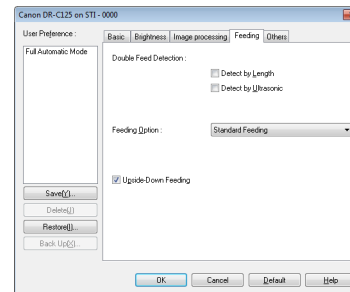 Canon DR-C125 on STI - 0000
User Preference :
Full Automatic Mode
Save(Y)...
Delete(J)
Restore(I)...
Back Up(K)...
Basic Brightness Image processing Feeding Others
Double Feed Detection :
Detect by Length
Detect by Ultrasonic
Feeding Option : Standard Feeding
Upside-Down Feeding
OK Cancel Default Help